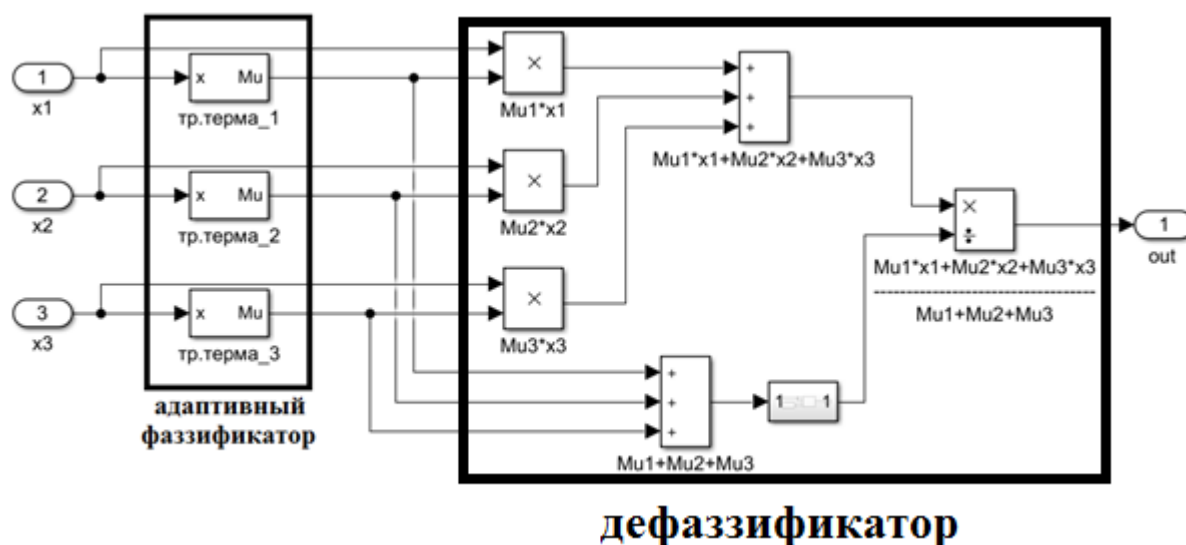 1
x1
x Mu
тр.терма_1
2
x2
x Mu
тр.терма_2
3
x3
x Mu
тр.терма_3
адаптивный
фаззификатор
×
Mu1*x1
×
Mu2*x2
×
Mu3*x3
+
+
+
Mu1*x1+Mu2*x2+Mu3*x3
+
+
+
Mu1+Mu2+Mu3
1 1
×
÷
Mu1*x1+Mu2*x2+Mu3*x3
--------------------------------------
Mu1+Mu2+Mu3
1
out
дефаззификатор